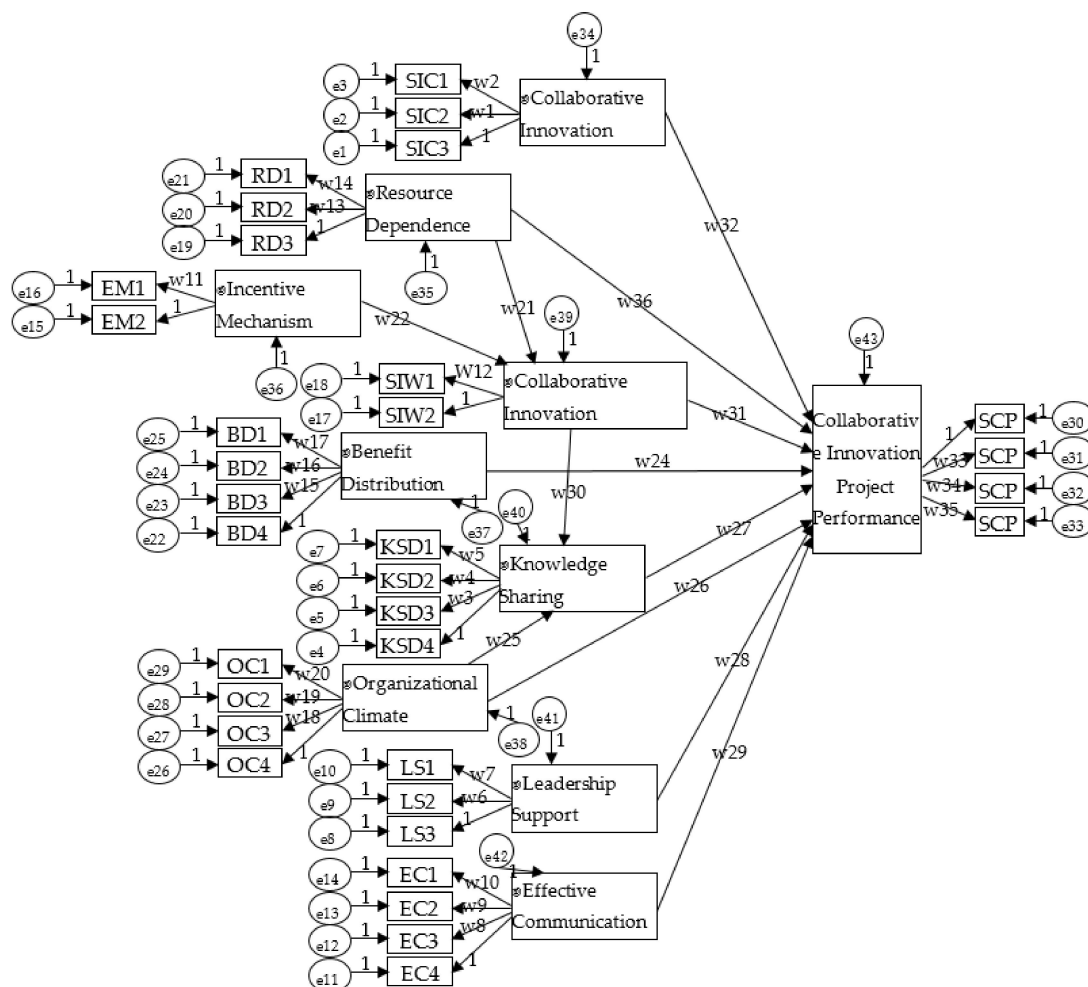 e34
1
e3 1 SIC1 w2
e2 1 SIC2 w1
e1 1 SIC3 1
Collaborative
Innovation
e21 1 RD1 w14
e20 1 RD2 w13
e19 1 RD3 1
Resource
Dependence
w32
1
e35
w36
w21
e16 1 EM1 w11
e15 1 EM2 1
Incentive
Mechanism
w22
1
e36
e39
1
e18 1 SIW1 W12
e17 1 SIW2 1
Collaborative
Innovation
w31
e43
1
Collaborativ
e Innovation
Project
Performance
1 SCP 1 e30
w33 SCP 1 e31
w34 SCP 1 e32
w35 SCP 1 e33
e25 1 BD1 w17
e24 1 BD2 w16
e23 1 BD3 w15
e22 1 BD4 1
Benefit
Distribution
w24
1
e37
w30
e40
1
w27
e7 1 KSD1 w5
e6 1 KSD2 w4
e5 1 KSD3 w3
e4 1 KSD4 1
Knowledge
Sharing
w26
w25
e29 1 OC1 w20
e28 1 OC2 w19
e27 1 OC3 w18
e26 1 OC4 1
Organizational
Climate
1
e38
w28
e41
1
e10 1 LS1 w7
e9 1 LS2 w6
e8 1 LS3 1
Leadership
Support
w29
e42
1
e14 1 EC1 w10
e13 1 EC2 w9
e12 1 EC3 w8
e11 1 EC4 1
Effective
Communication